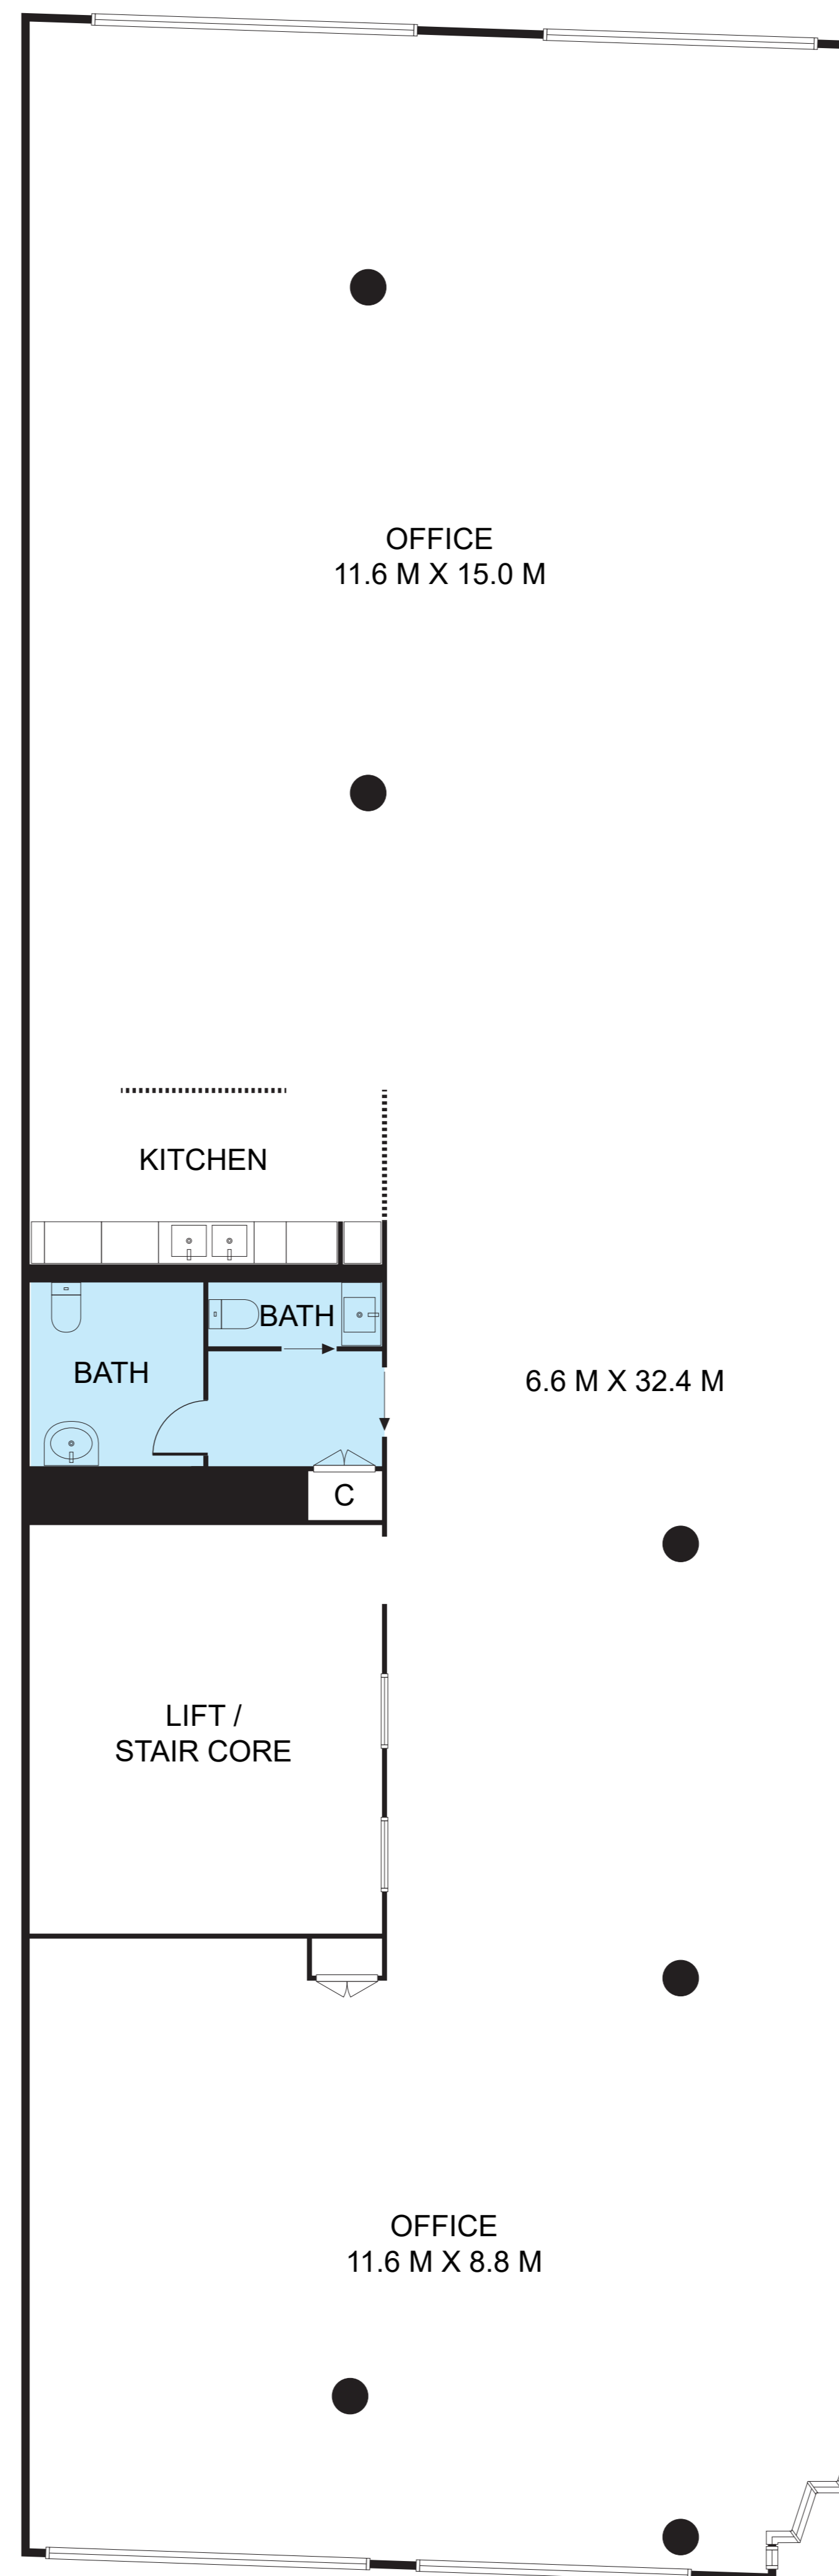 OFFICE
11.6 M X 15.0 M
KITCHEN
BATH
BATH
6.6 M X 32.4 M
C
LIFT /
STAIR CORE
OFFICE
11.6 M X 8.8 M